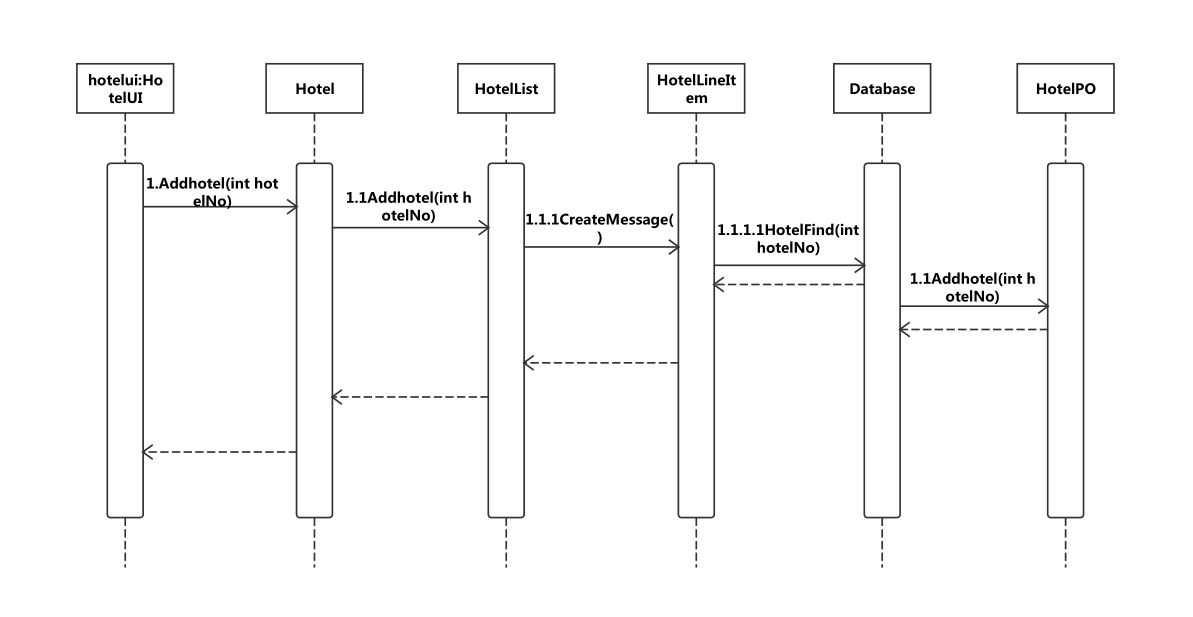 hotelui:Ho
telUI
Hotel
HotelList
HotelLineIt
em
Database
HotelPO
1.Addhotel(int hot
elNo)
1.1Addhotel(int h
otelNo)
1.1.1CreateMessage(
)
1.1.1.1HotelFind(int
hotelNo)
1.1Addhotel(int h
otelNo)